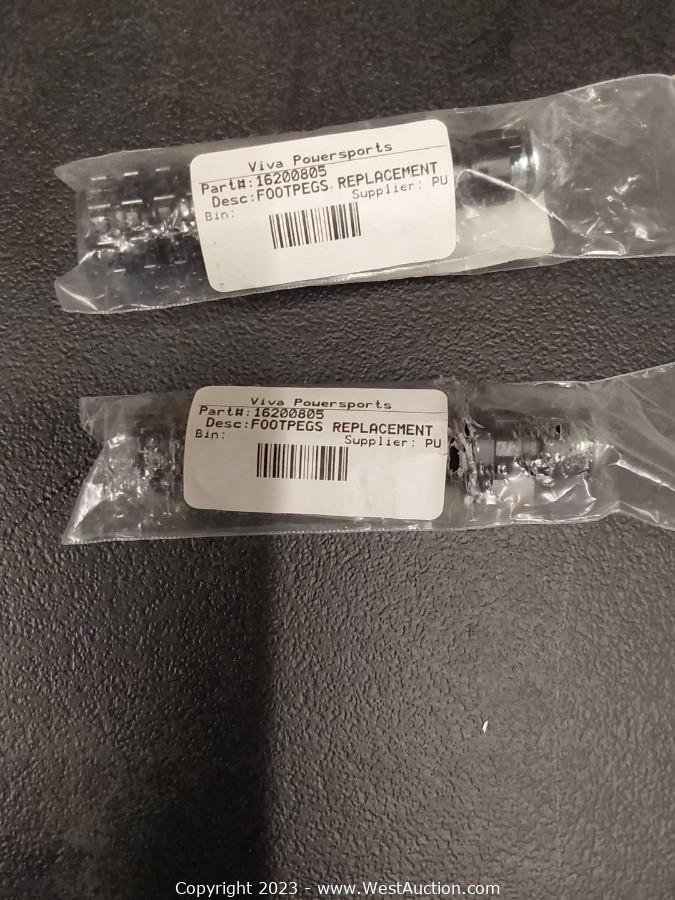 Viva Powersports
Part#:16200805
Desc:FOOTPEGS REPLACEMENT
Supplier: PU
Bin:
Viva Powersports
Part#:16200805
Desc:FOOTPEGS REPLACEMENT
Bin: Supplier: PU
Copyright 2023 - www.WestAuction.com